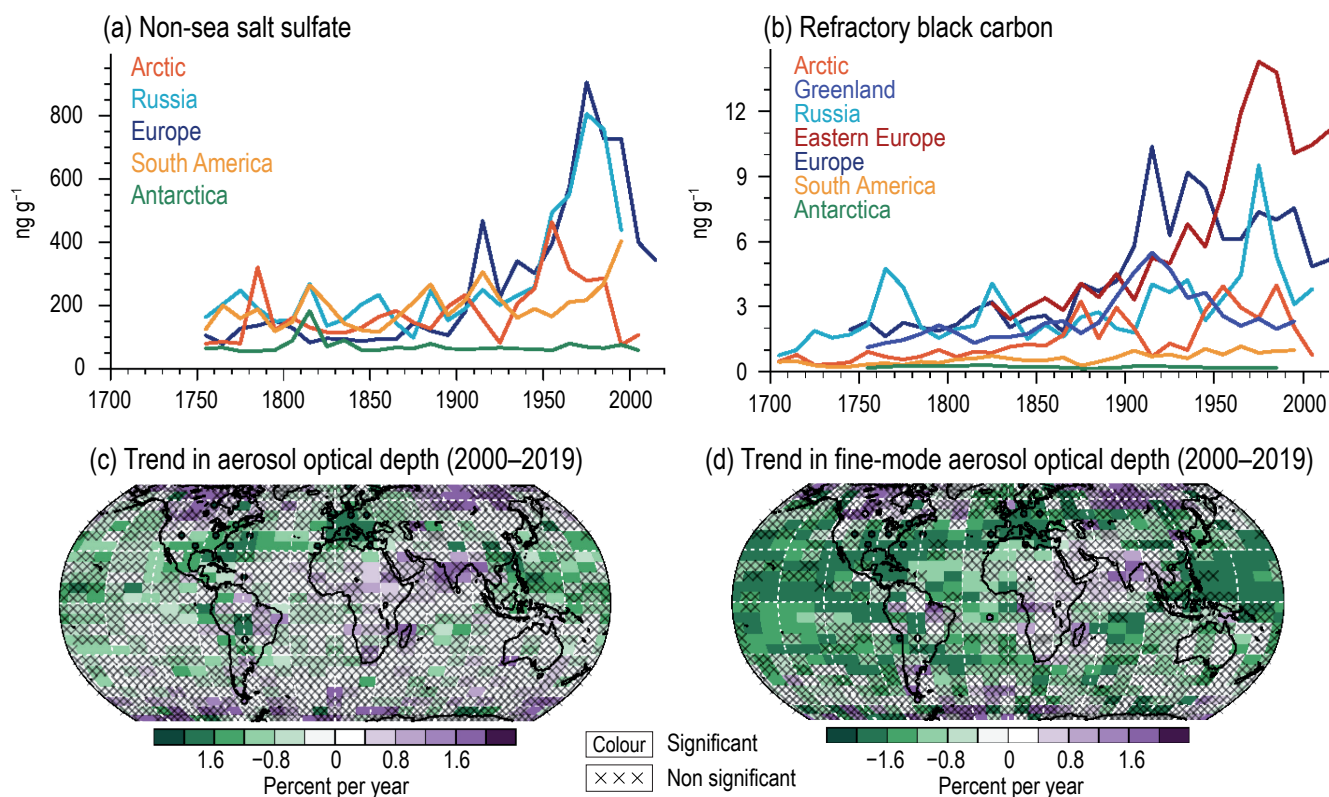 (a) Non-sea salt sulfate
Arctic
Russia
Europe
South America
Antarctica
ng g⁻¹
800
600
400
200
0
1700 1750 1800 1850 1900 1950 2000
(b) Refractory black carbon
Arctic
Greenland
Russia
Eastern Europe
Europe
South America
Antarctica
ng g⁻¹
12
9
6
3
0
1700 1750 1800 1850 1900 1950 2000
(c) Trend in aerosol optical depth (2000–2019)
1.6 −0.8 0 0.8 1.6
Percent per year
(d) Trend in fine-mode aerosol optical depth (2000–2019)
−1.6 −0.8 0 0.8 1.6
Percent per year
Colour Significant
Non significant